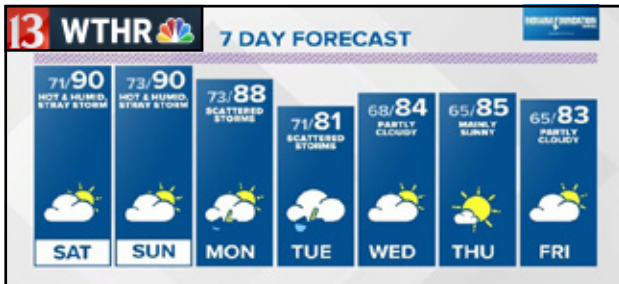 13 WTHR
7 DAY FORECAST
INDIANA FOUNDATION
71/90
HOT & HUMID,
STRAY STORM
SAT
73/90
HOT & HUMID,
STRAY STORM
SUN
73/88
SCATTERED
STORMS
MON
71/81
SCATTERED
STORMS
TUE
68/84
PARTLY
CLOUDY
WED
65/85
MAINLY
SUNNY
THU
65/83
PARTLY
CLOUDY
FRI